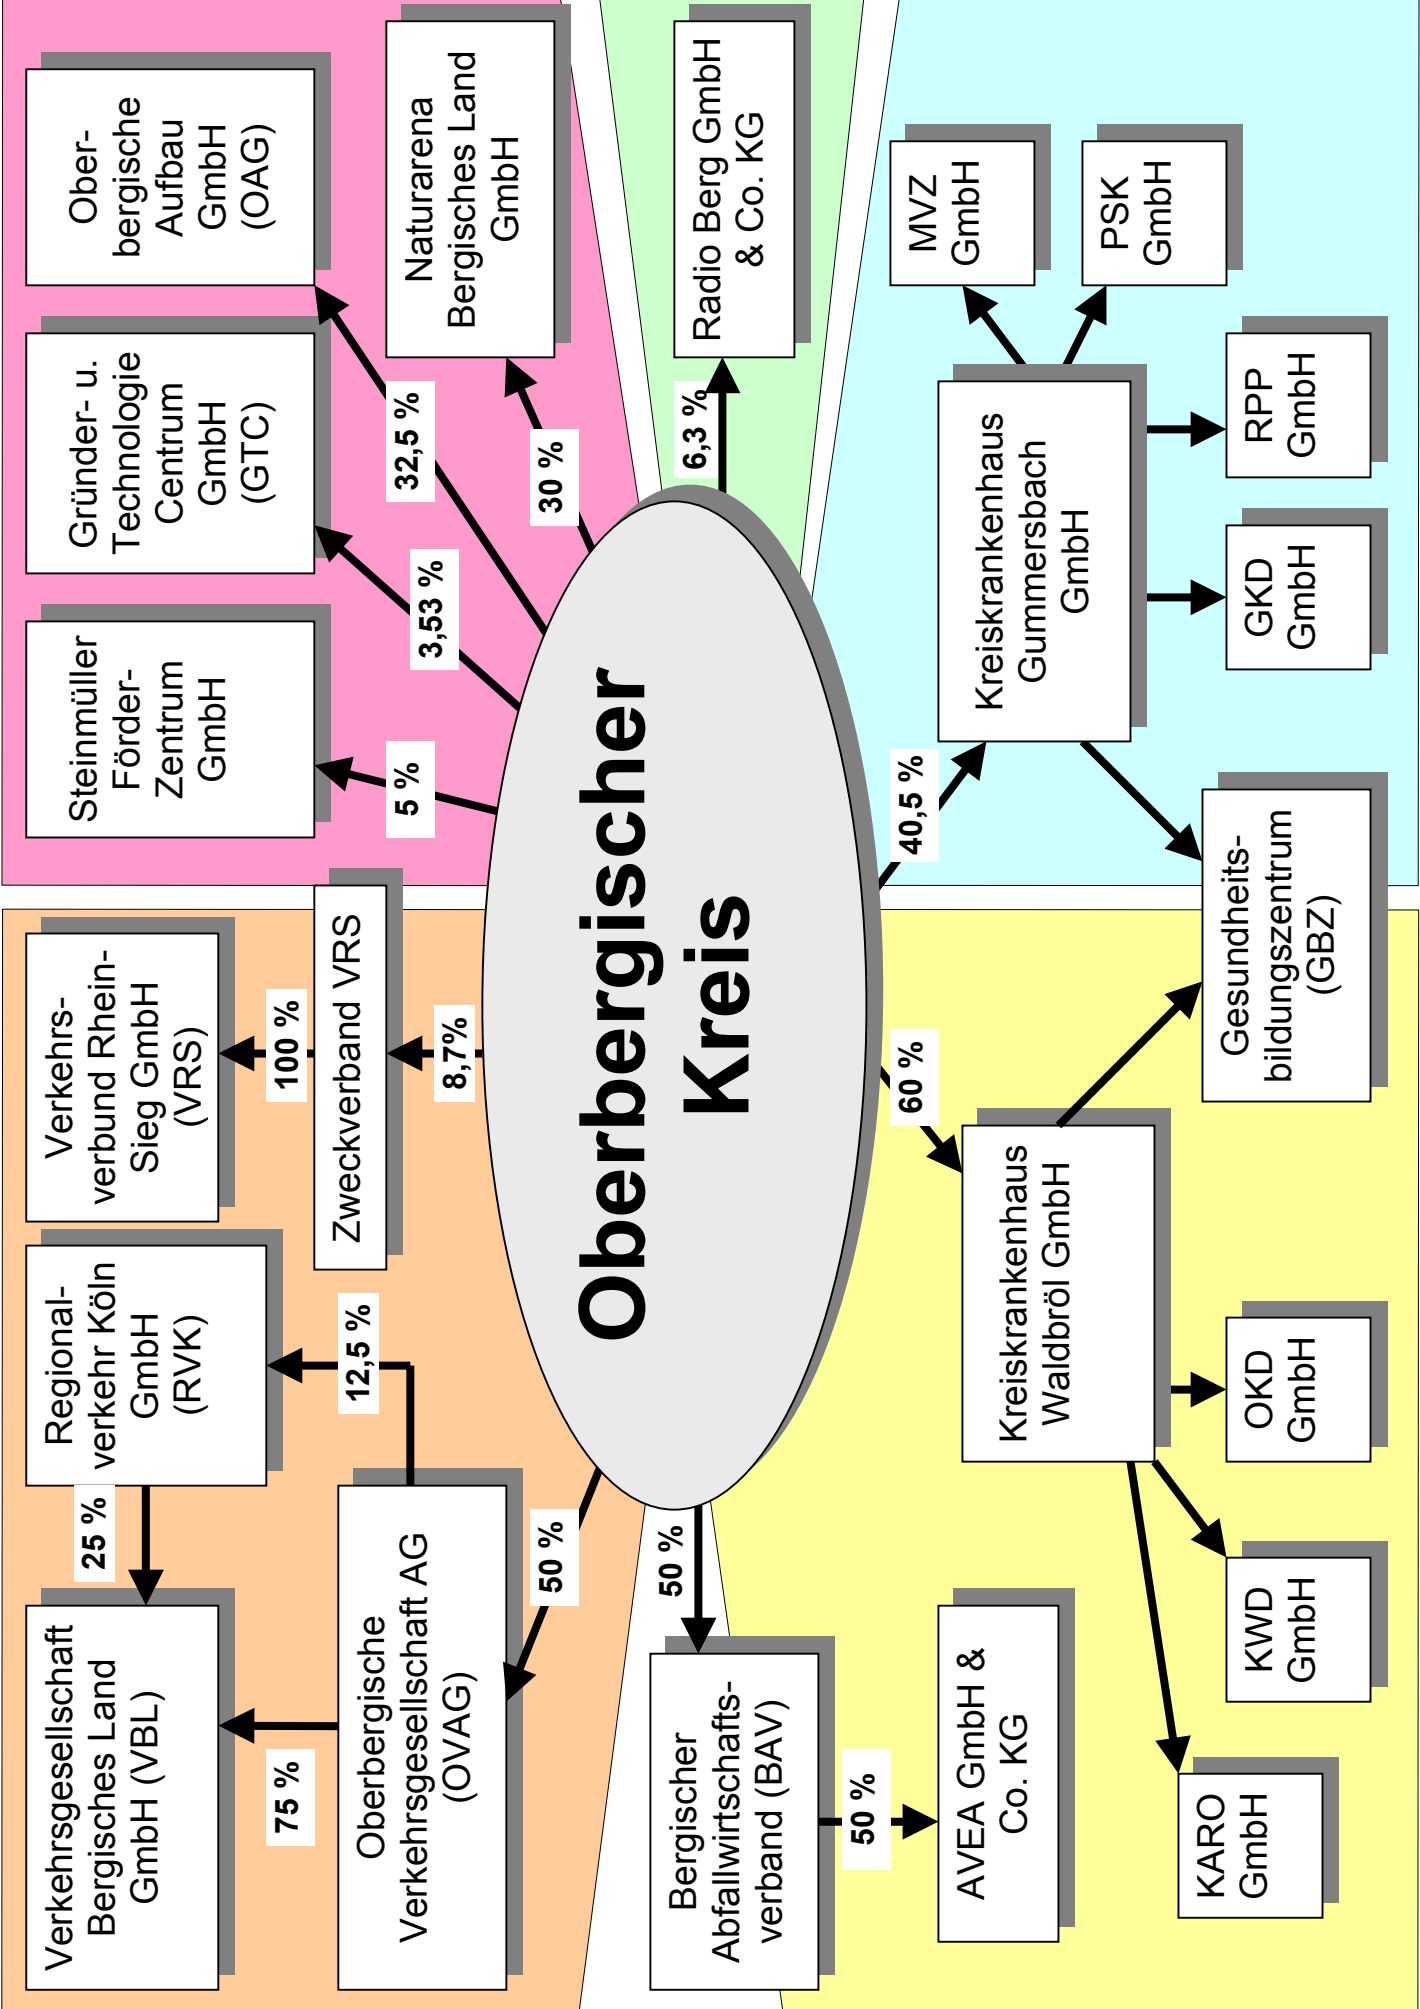 Verkehrsgesellschaft
Bergisches Land
GmbH (VBL)
25 %
Regional-
verkehr Köln
GmbH
(RVK)
Verkehrs-
verbund Rhein-
Sieg GmbH
(VRS)
Steinmüller
Förder-
Zentrum
GmbH
Gründer- u.
Technologie
Centrum
GmbH
(GTC)
Ober-
bergische
Aufbau
GmbH
(OAG)
75 %
12,5 %
100 %
Zweckverband VRS
Oberbergische
Verkehrsgesellschaft AG
(OVAG)
8,7%
5 %
3,53 %
32,5 %
Naturarena
Bergisches Land
GmbH
50 %
30 %
Oberbergischer
Kreis
50 %
6,3 %
Radio Berg GmbH
& Co. KG
Bergischer
Abfallwirtschafts-
verband (BAV)
50 %
60 %
40,5 %
AVEA GmbH &
Co. KG
Kreiskrankenhaus
Waldbröl GmbH
Kreiskrankenhaus
Gummersbach
GmbH
MVZ
GmbH
PSK
GmbH
KARO
GmbH
KWD
GmbH
OKD
GmbH
Gesundheits-
bildungszentrum
(GBZ)
GKD
GmbH
RPP
GmbH